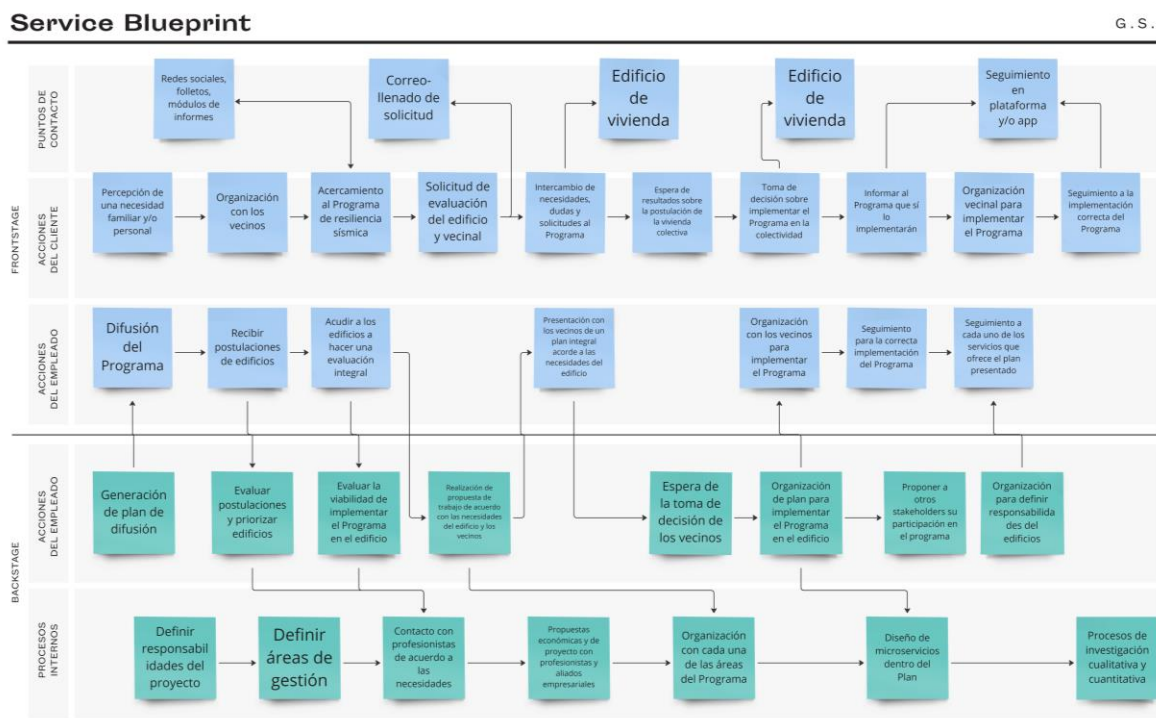 Service Blueprint
G.S.
FRONTSTAGE
PUNTOS DE
CONTACTO
Redes sociales,
folletos,
módulos de
informes
Correo-
llenado de
solicitud
Edificio
de
vivienda
Edificio
de
vivienda
Seguimiento
en
plataforma
y/o app
ACCIONES
DEL CLIENTE
Percepción de
una necesidad
familiar y/o
personal
Organización
con los
vecinos
Acercamiento
al Programa
de resiliencia
sísmica
Solicitud de
evaluación
del edificio
y vecinal
Intercambio de
necesidades,
dudas y
solicitudes al
Programa
Espera de
resultados sobre
la postulación de
la vivienda
colectiva
Toma de
decisión sobre
implementar el
Programa en la
colectividad
Informar al
Programa que sí
lo
implementarán
Organización
vecinal para
implementar
el Programa
Seguimiento a la
implementación
correcta del
Programa
ACCIONES
DEL EMPLEADO
Difusión
del
Programa
Recibir
postulaciones
de edificios
Acudir a los
edificios a
hacer una
evaluación
integral
Presentación con
los vecinos de un
plan integral
acorde a las
necesidades del
edificio
Organización
con los vecinos
para
implementar
el Programa
Seguimiento
para la correcta
implementación
del Programa
Seguimiento a
cada uno de los
servicios que
ofrece el plan
presentado
BACKSTAGE
ACCIONES
DEL EMPLEADO
Generación
de plan de
difusión
Evaluar
postulaciones
y priorizar
edificios
Evaluar la
viabilidad de
implementar
el Programa
en el edificio
Realización de
propuesta de
trabajo de acuerdo
con las necesidades
del edificio y los
vecinos
Espera de
la toma de
decisión de
los vecinos
Organización
de plan para
implementar
el Programa
en el edificio
Proponer a
otros
stakeholders su
participación en
el programa
Organización
para definir
responsabilida
des del
edificios
PROCESOS
INTERNOS
Definir
responsabil
idades del
proyecto
Definir
áreas de
gestión
Contacto con
profesionistas
de acuerdo a
las
necesidades
Propuestas
económicas y de
proyecto con
profesionistas y
aliados
empresariales
Organización
con cada una
de las áreas
del Programa
Diseño de
microservicios
dentro del
Plan
Procesos de
investigación
cualitativa y
cuantitativa